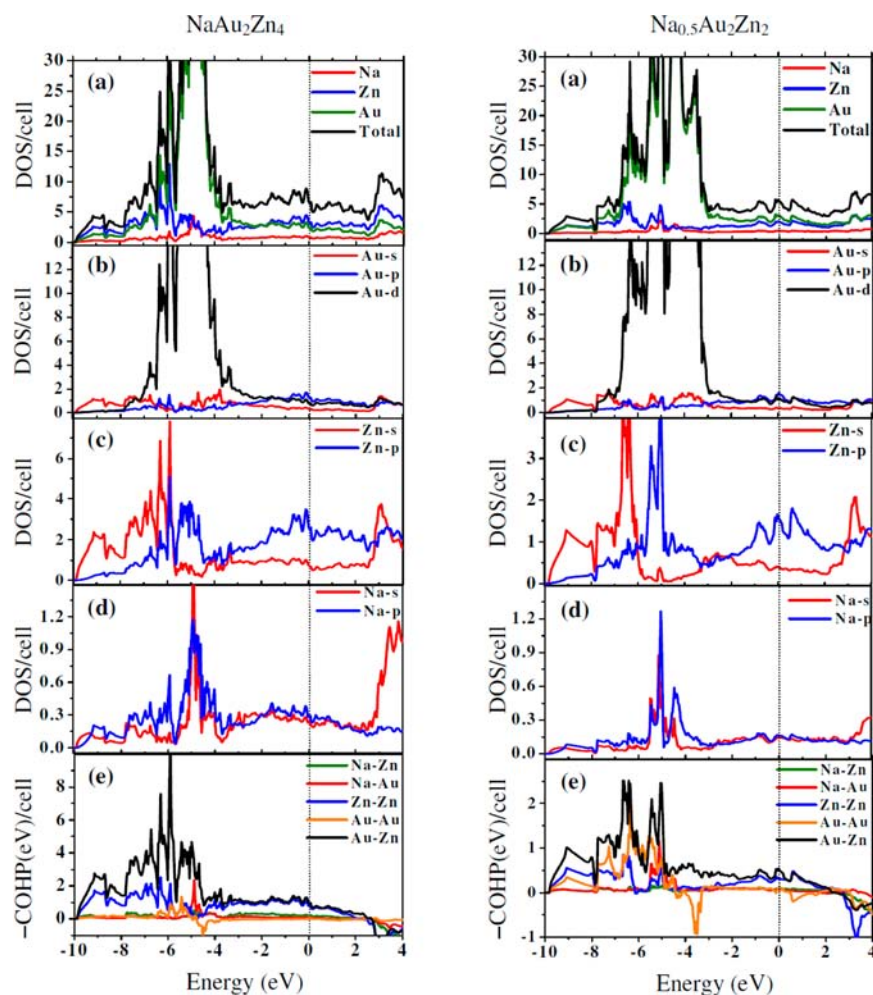 NaAu₂Zn₄
Na₀.₅Au₂Zn₂
(a)
Na
Zn
Au
Total
DOS/cell
30
25
20
15
10
5
0
(b)
Au-s
Au-p
Au-d
DOS/cell
12
10
8
6
4
2
0
(c)
Zn-s
Zn-p
DOS/cell
6
4
2
0
(d)
Na-s
Na-p
DOS/cell
1.2
0.9
0.6
0.3
0.0
(e)
Na-Zn
Na-Au
Zn-Zn
Au-Au
Au-Zn
−COHP(eV)/cell
8
6
4
2
0
-10 -8 -6 -4 -2 0 2 4
Energy (eV)
(a)
Na
Zn
Au
Total
DOS/cell
30
25
20
15
10
5
0
(b)
Au-s
Au-p
Au-d
DOS/cell
12
10
8
6
4
2
0
(c)
Zn-s
Zn-p
DOS/cell
3
2
1
0
(d)
Na-s
Na-p
DOS/cell
1.2
0.9
0.6
0.3
0.0
(e)
Na-Zn
Na-Au
Zn-Zn
Au-Au
Au-Zn
−COHP(eV)/cell
3
2
1
0
-1
-10 -8 -6 -4 -2 0 2 4
Energy (eV)